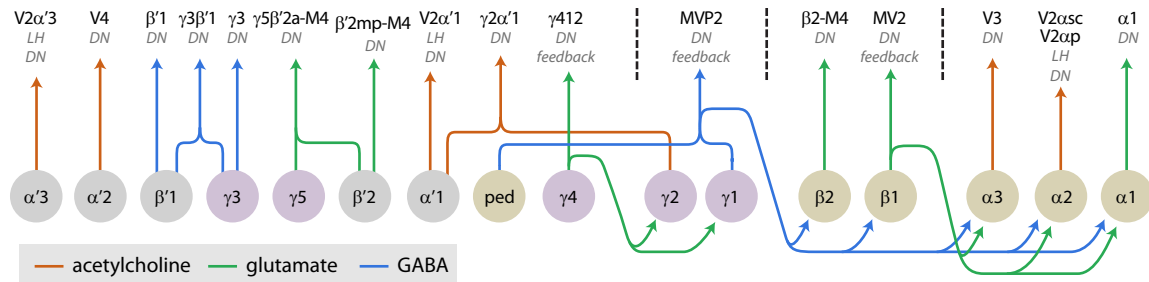 V2α'3 V4 β'1 γ3β'1 γ3 γ5β'2a-M4 β'2mp-M4 V2α'1 γ2α'1 γ412 MVP2 β2-M4 MV2 V3 V2αsc α1
V2αp
LH DN DN DN DN DN DN LH DN DN DN DN DN DN LH DN
DN DN feedback feedback feedback DN
α'3 α'2 β'1 γ3 γ5 β'2 α'1 ped γ4 γ2 γ1 β2 β1 α3 α2 α1
acetylcholine glutamate GABA